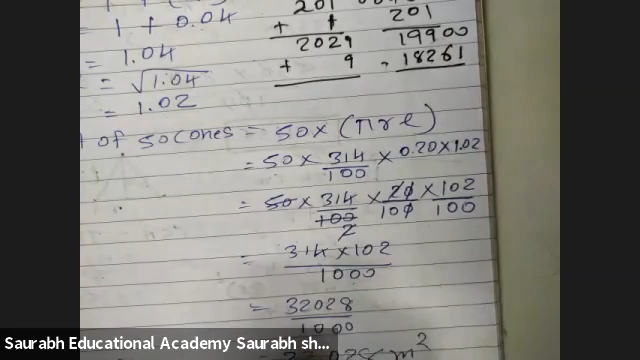 = 1 + 0.04
= 1.04
= √1.04
= 1.02
201
+ 1
2029
+ 9
201
19900
- 18261
of 50 cones = 50 × (πrl)
= 50 × 314/100 × 0.20 × 1.02
= 50 × 314/100 × 20/100 × 102/100
2
= 314 × 102/1000
= 32028/1000
m²
Saurabh Educational Academy Saurabh sh...